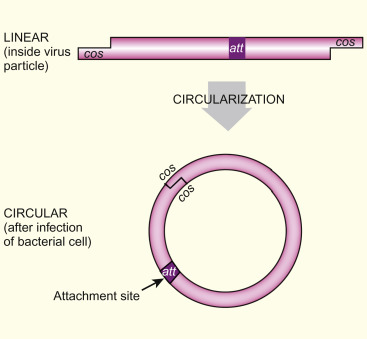 LINEAR
(inside virus
particle)
cos
att
cos
CIRCULARIZATION
cos
cos
CIRCULAR
(after infection
of bacterial cell)
att
Attachment site